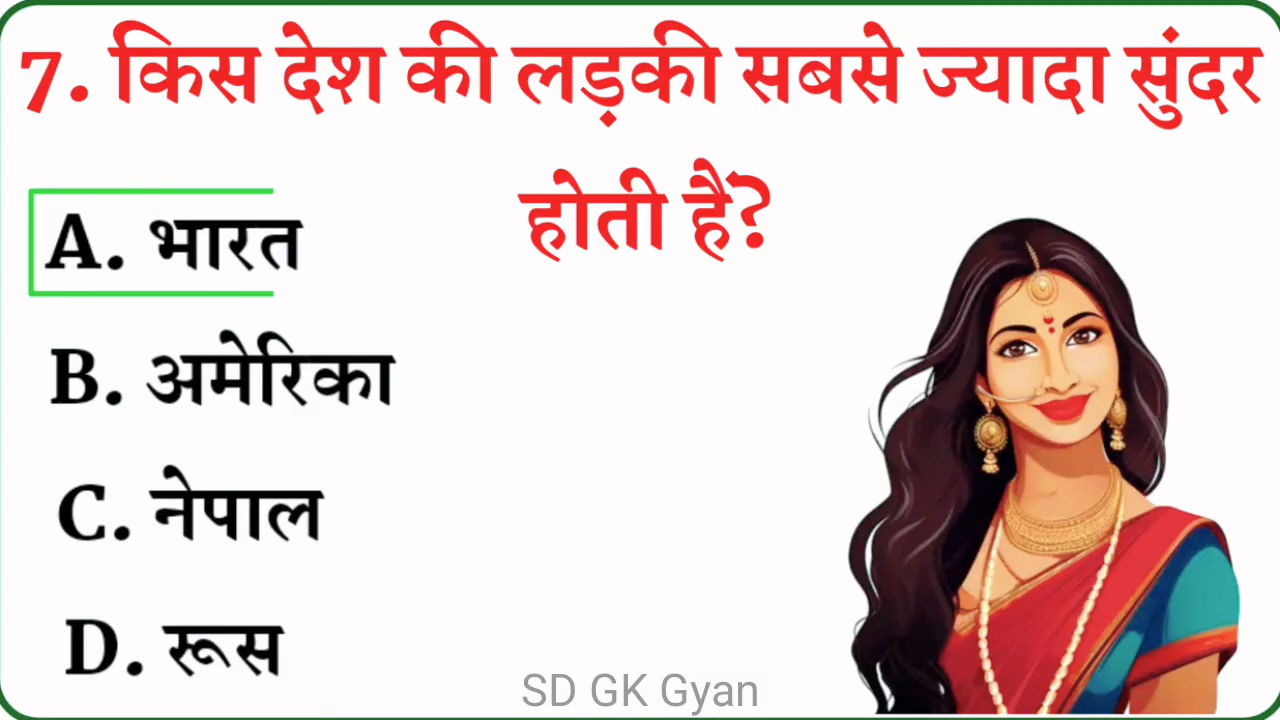 7. किस देश की लड़की सबसे ज्यादा सुंदर
होती है?
A. भारत
B. अमेरिका
C. नेपाल
D. रूस
SD GK Gyan